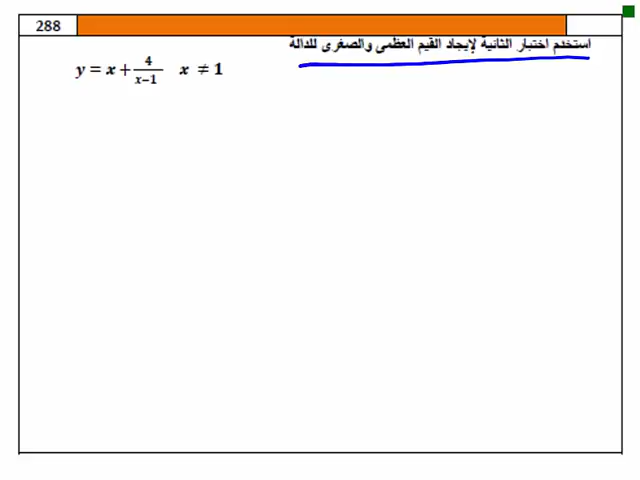 288
استخدم اختبار الثانية لإيجاد القيم العظمى والصغرى للدالة
y = x + 4/(x−1) x ≠ 1